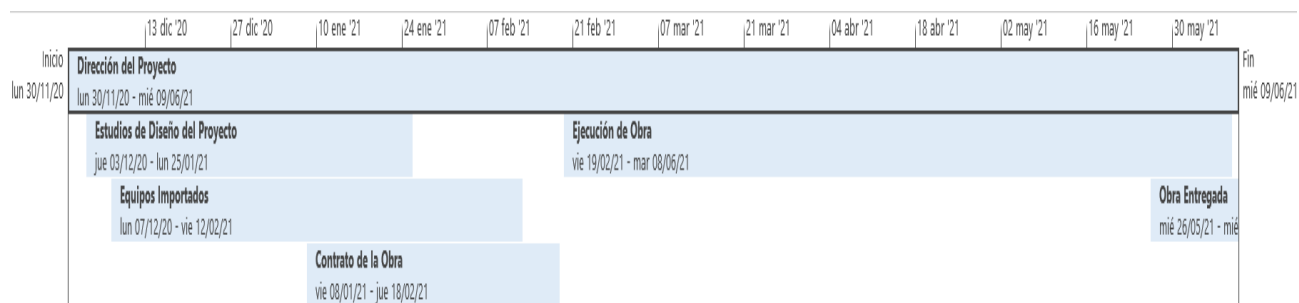 13 dic '20 27 dic '20 10 ene '21 24 ene '21 07 feb '21 21 feb '21 07 mar '21 21 mar '21 04 abr '21 18 abr '21 02 may '21 16 may '21 30 may '21
Inicio
lun 30/11/20
Dirección del Proyecto
lun 30/11/20 - mié 09/06/21
Fin
mié 09/06/21
Estudios de Diseño del Proyecto
jue 03/12/20 - lun 25/01/21
Ejecución de Obra
vie 19/02/21 - mar 08/06/21
Equipos Importados
lun 07/12/20 - vie 12/02/21
Obra Entregada
mié 26/05/21 - mié
Contrato de la Obra
vie 08/01/21 - jue 18/02/21